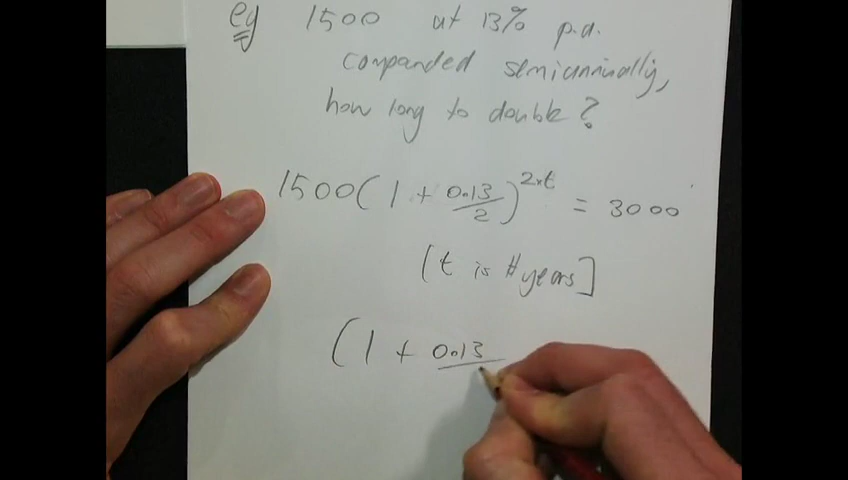 eg 1500 at 13% p.a.
compounded semiannually,
how long to double?
1500(1 + 0.13/2)^2×t = 3000
[t is # years]
(1 + 0.13